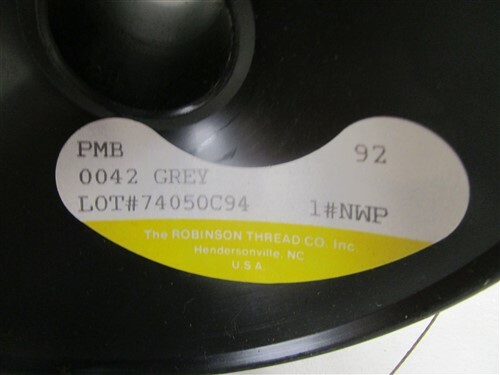 PMB 92
0042 GREY
LOT#74050C94 1#NWP
The ROBINSON THREAD CO. Inc.
Hendersonville, NC
U S A